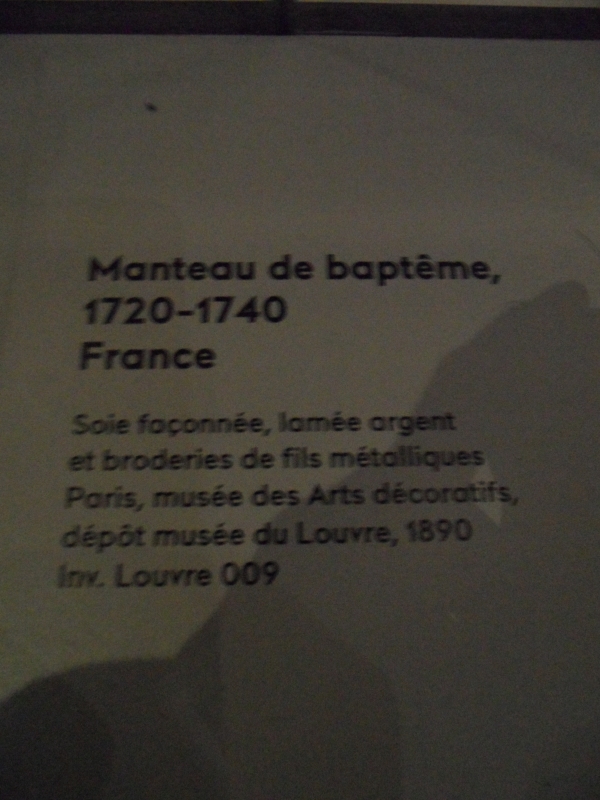 Manteau de baptême,
1720-1740
France
Soie façonnée, lamée argent
et broderies de fils métalliques
Paris, musée des Arts décoratifs,
dépôt musée du Louvre, 1890
Inv. Louvre 009